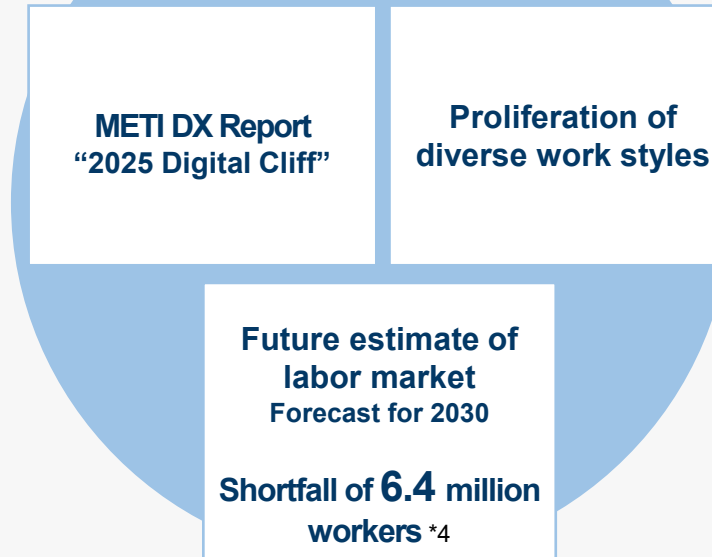 METI DX Report
“2025 Digital Cliff”
Proliferation of
diverse work styles
Future estimate of
labor market
Forecast for 2030
Shortfall of 6.4 million
workers *4